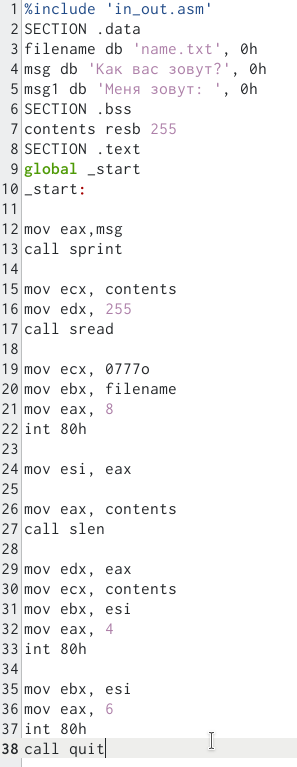 1 %include 'in_out.asm'
2 SECTION .data
3 filename db 'name.txt', 0h
4 msg db 'Как вас зовут?', 0h
5 msg1 db 'Меня зовут: ', 0h
6 SECTION .bss
7 contents resb 255
8 SECTION .text
9 global _start
10 _start:
11
12 mov eax,msg
13 call sprint
14
15 mov ecx, contents
16 mov edx, 255
17 call sread
18
19 mov ecx, 0777o
20 mov ebx, filename
21 mov eax, 8
22 int 80h
23
24 mov esi, eax
25
26 mov eax, contents
27 call slen
28
29 mov edx, eax
30 mov ecx, contents
31 mov ebx, esi
32 mov eax, 4
33 int 80h
34
35 mov ebx, esi
36 mov eax, 6
37 int 80h
38 call quit